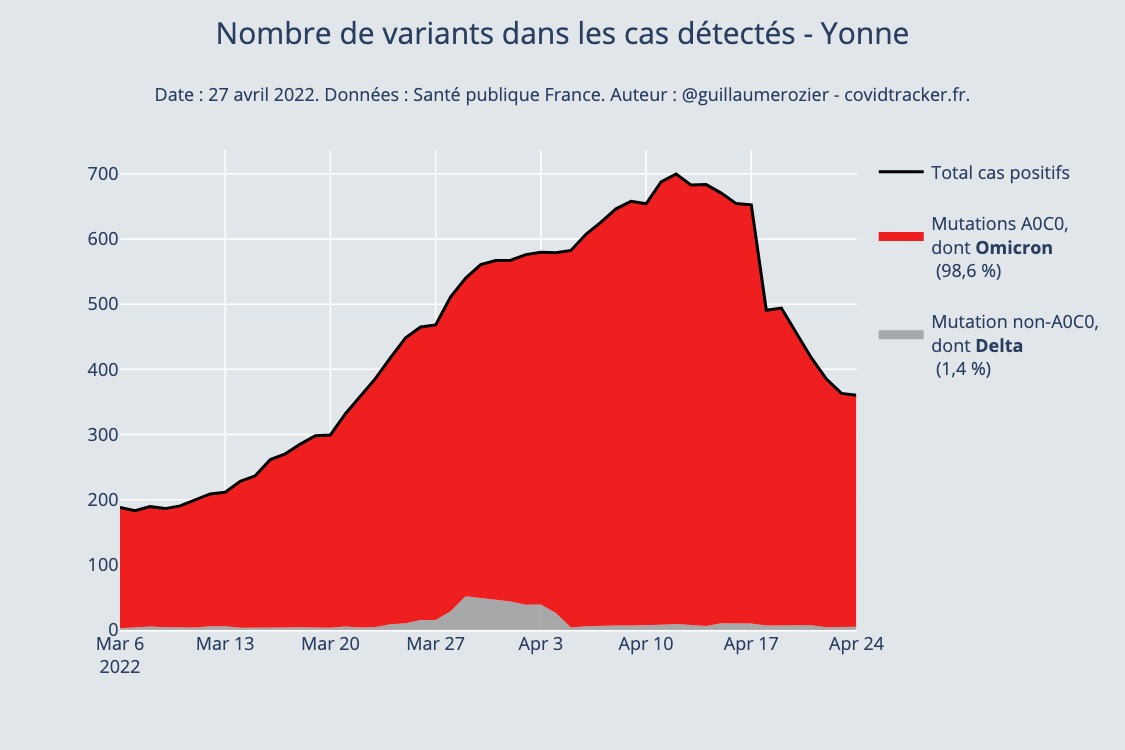 Nombre de variants dans les cas détectés - Yonne
Date : 27 avril 2022. Données : Santé publique France. Auteur : @guillaumerozier - covidtracker.fr.
700
600
500
400
300
200
100
0
Mar 6
2022
Mar 13
Mar 20
Mar 27
Apr 3
Apr 10
Apr 17
Apr 24
Total cas positifs
Mutations A0C0,
dont Omicron
(98,6 %)
Mutation non-A0C0,
dont Delta
(1,4 %)